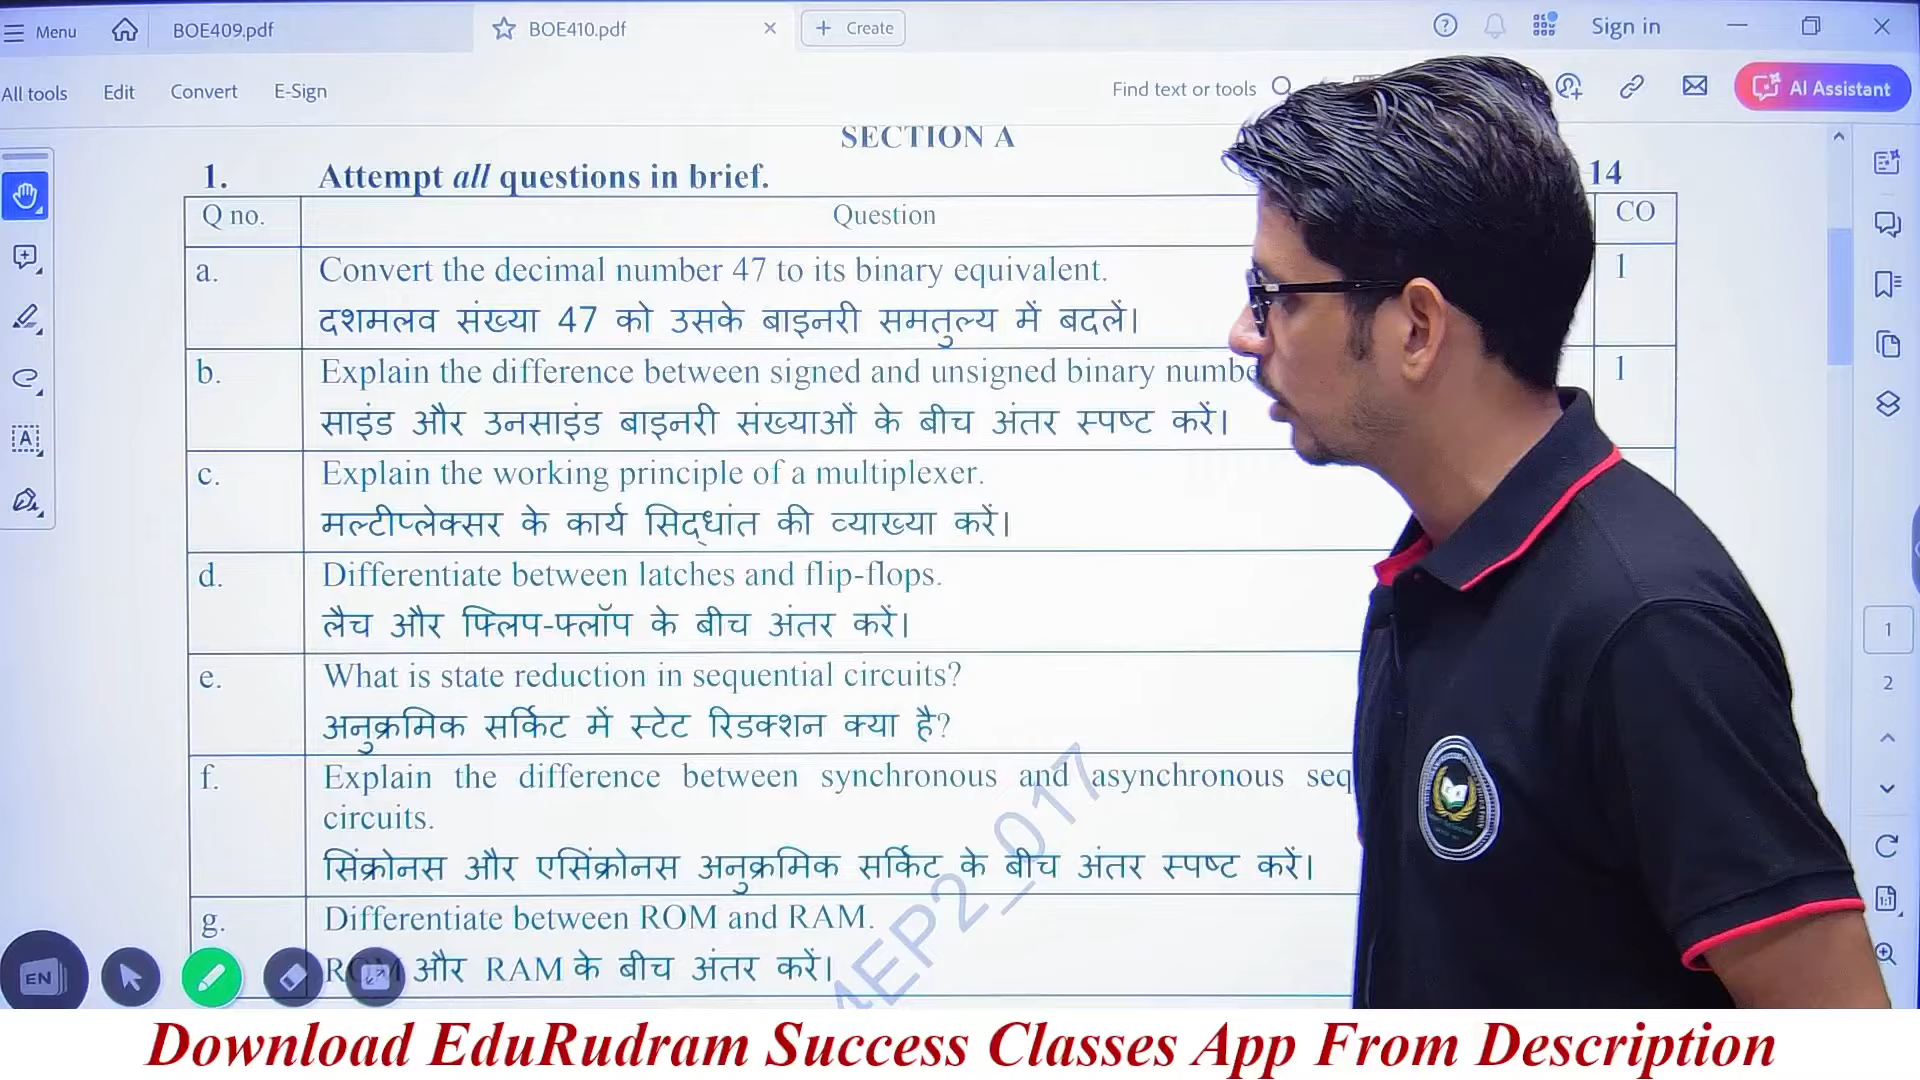 Menu
BOE409.pdf
BOE410.pdf
Create
Sign in
All tools
Edit
Convert
E-Sign
Find text or tools
AI Assistant
SECTION A
1. Attempt all questions in brief. 14
Q no. Question CO
a. Convert the decimal number 47 to its binary equivalent. 1
दशमलव संख्या 47 को उसके बाइनरी समतुल्य में बदलें।
b. Explain the difference between signed and unsigned binary 1
साइंड और उनसाइंड बाइनरी संख्याओं के बीच अंतर स्पष्ट करें।
c. Explain the working principle of a multiplexer.
मल्टीप्लेक्सर के कार्य सिद्धांत की व्याख्या करें।
d. Differentiate between latches and flip-flops.
लैच और फ्लिप-फ्लॉप के बीच अंतर करें।
e. What is state reduction in sequential circuits?
अनुक्रमिक सर्किट में स्टेट रिडक्शन क्या है?
f. Explain the difference between synchronous and asynchronous
circuits.
सिंक्रोनस और एसिंक्रोनस अनुक्रमिक सर्किट के बीच अंतर स्पष्ट करें।
g. Differentiate between ROM and RAM.
ROM और RAM के बीच अंतर करें।
4EP2_017
1
2
EN
Download EduRudram Success Classes App From Description